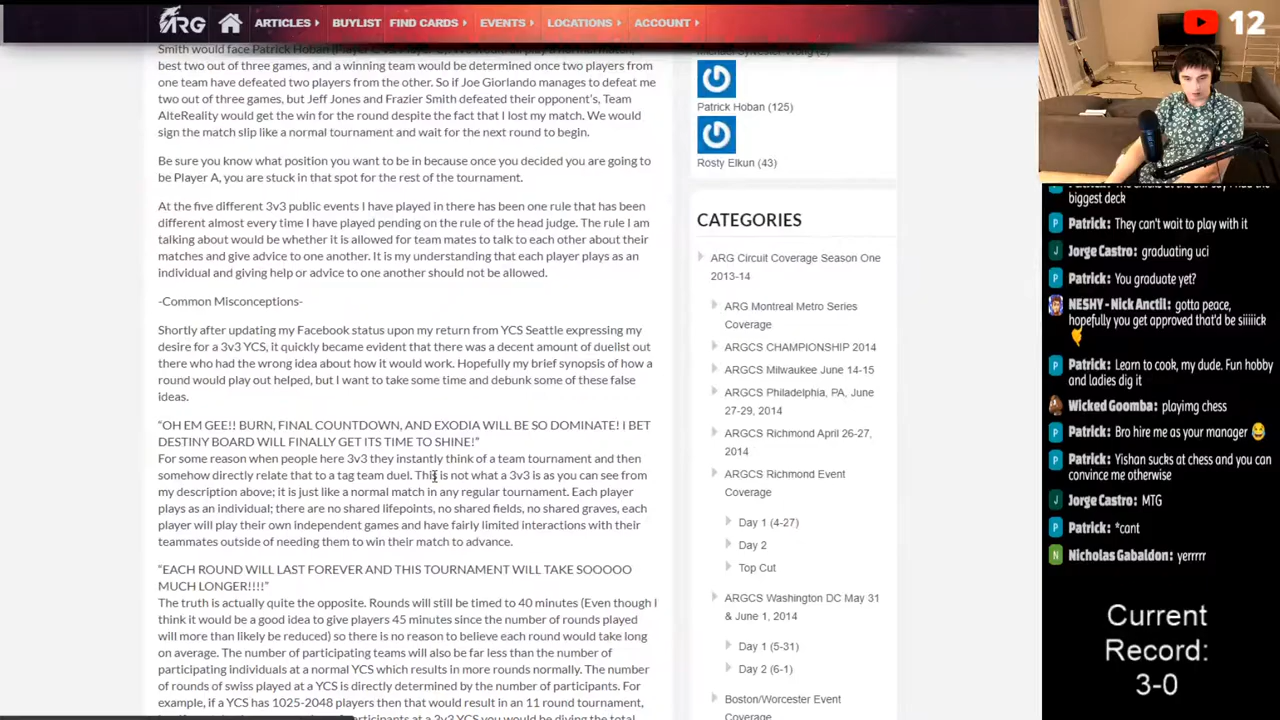 ARG
ARTICLES
BUYLIST
FIND CARDS
EVENTS
LOCATIONS
ACCOUNT
12
best two out of three games, and a winning team would be determined once two players from
one team have defeated two players from the other. So if Joe Giorlando manages to defeat me
two out of three games, but Jeff Jones and Frazier Smith defeated their opponent's, Team
AlteReality would get the win for the round despite the fact that I lost my match. We would
sign the match slip like a normal tournament and wait for the next round to begin.
Be sure you know what position you want to be in because once you decided you are going to
be Player A, you are stuck in that spot for the rest of the tournament.
At the five different 3v3 public events I have played in there has been one rule that has been
different almost every time I have played pending on the rule of the head judge. The rule I am
talking about would be whether it is allowed for team mates to talk to each other about their
matches and give advice to one another. It is my understanding that each player plays as an
individual and giving help or advice to one another should not be allowed.
-Common Misconceptions-
Shortly after updating my Facebook status upon my return from YCS Seattle expressing my
desire for a 3v3 YCS, it quickly became evident that there was a decent amount of duelist out
there who had the wrong idea about how it would work. Hopefully my brief synopsis of how a
round would play out helped, but I want to take some time and debunk some of these false
ideas.
"OH EM GEE!! BURN, FINAL COUNTDOWN, AND EXODIA WILL BE SO DOMINATE! I BET
DESTINY BOARD WILL FINALLY GET ITS TIME TO SHINE!"
For some reason when people here 3v3 they instantly think of a team tournament and then
somehow directly relate that to a tag team duel. This is not what a 3v3 is as you can see from
my description above; it is just like a normal match in any regular tournament. Each player
plays as an individual; there are no shared lifepoints, no shared fields, no shared graves, each
player will play their own independent games and have fairly limited interactions with their
teammates outside of needing them to win their match to advance.
"EACH ROUND WILL LAST FOREVER AND THIS TOURNAMENT WILL TAKE SOOOOO
MUCH LONGER!!!!"
The truth is actually quite the opposite. Rounds will still be timed to 40 minutes (Even though I
think it would be a good idea to give players 45 minutes since the number of rounds played
will more than likely be reduced) so there is no reason to believe each round would take long
on average. The number of participating teams will also be far less than the number of
participating individuals at a normal YCS which results in more rounds normally. The number
of rounds of swiss played at a YCS is directly determined by the number of participants. For
example, if a YCS has 1025-2048 players then that would result in an 11 round tournament,
Patrick Hoban (125)
Rosty Elkun (43)
CATEGORIES
ARG Circuit Coverage Season One
2013-14
ARG Montreal Metro Series
Coverage
ARGCS CHAMPIONSHIP 2014
ARGCS Milwaukee June 14-15
ARGCS Philadelphia, PA, June
27-29, 2014
ARGCS Richmond April 26-27,
2014
ARGCS Richmond Event
Coverage
Day 1 (4-27)
Day 2
Top Cut
ARGCS Washington DC May 31
& June 1, 2014
Day 1 (5-31)
Day 2 (6-1)
Boston/Worcester Event
Coverage
biggest deck
P Patrick: They can't wait to play with it
J Jorge Castro: graduating uci
P Patrick: You graduate yet?
NESHY - Nick Anctil: gotta peace,
hopefully you get approved that'd be siiiiick
P Patrick: Learn to cook, my dude. Fun hobby
and ladies dig it
Wicked Goomba: playimg chess
P Patrick: Bro hire me as your manager
P Patrick: Yishan sucks at chess and you can
convince me otherwise
J Jorge Castro: MTG
P Patrick: *cant
N Nicholas Gabaldon: yerrrrr
Current
Record:
3-0